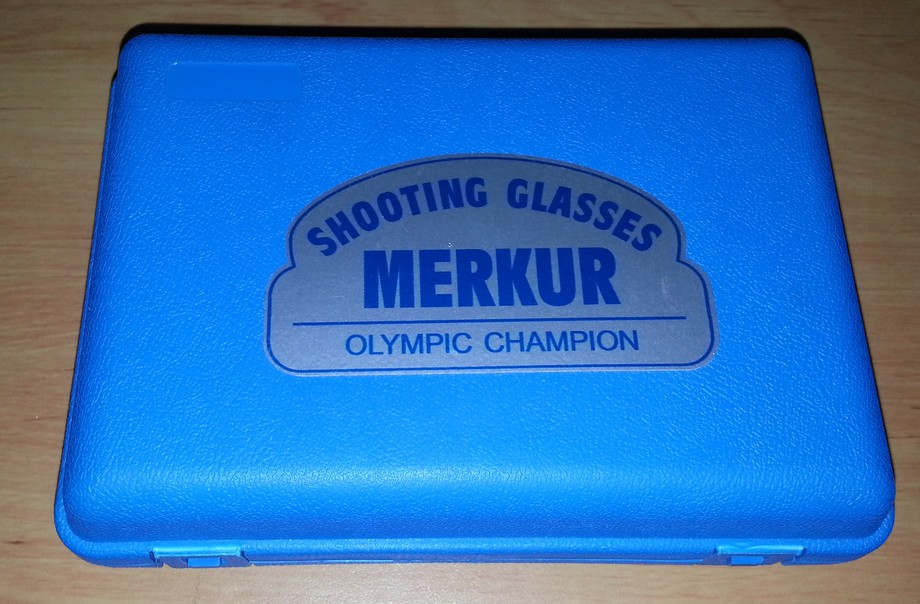 SHOOTING GLASSES
MERKUR
OLYMPIC CHAMPION